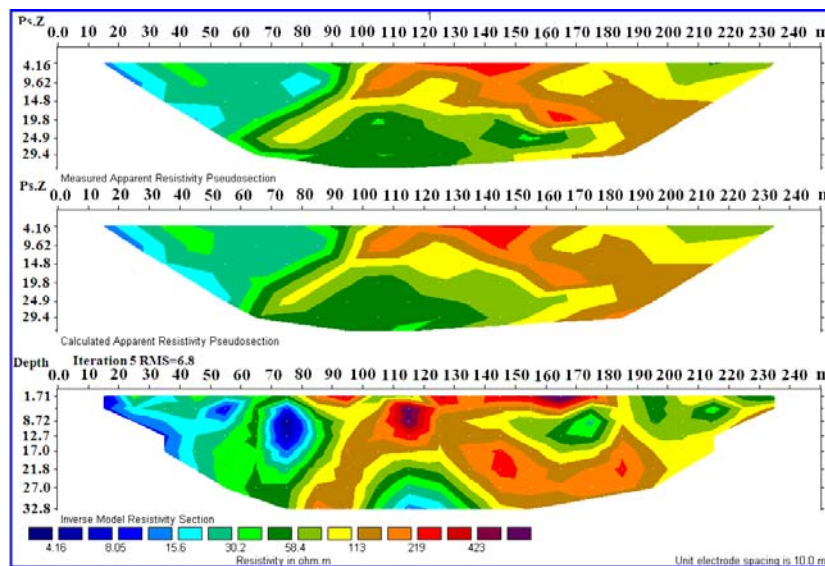 Ps.Z
0.0 10 20 30 40 50 60 70 80 90 100 110 120 130 140 150 160 170 180 190 200 210 220 230 240 m
4.16
9.62
14.8
19.8
24.9
29.4
Measured Apparent Resistivity Pseudosection
Ps.Z
0.0 10 20 30 40 50 60 70 80 90 100 110 120 130 140 150 160 170 180 190 200 210 220 230 240 m
4.16
9.62
14.8
19.8
24.9
29.4
Calculated Apparent Resistivity Pseudosection
Depth Iteration 5 RMS=6.8
0.0 10 20 30 40 50 60 70 80 90 100 110 120 130 140 150 160 170 180 190 200 210 220 230 240 m
1.71
8.72
12.7
17.0
21.8
27.0
32.8
Inverse Model Resistivity Section
4.16 8.05 15.6 30.2 58.4 113 219 423
Resistivity in ohm.m
Unit electrode spacing is 10.0 m